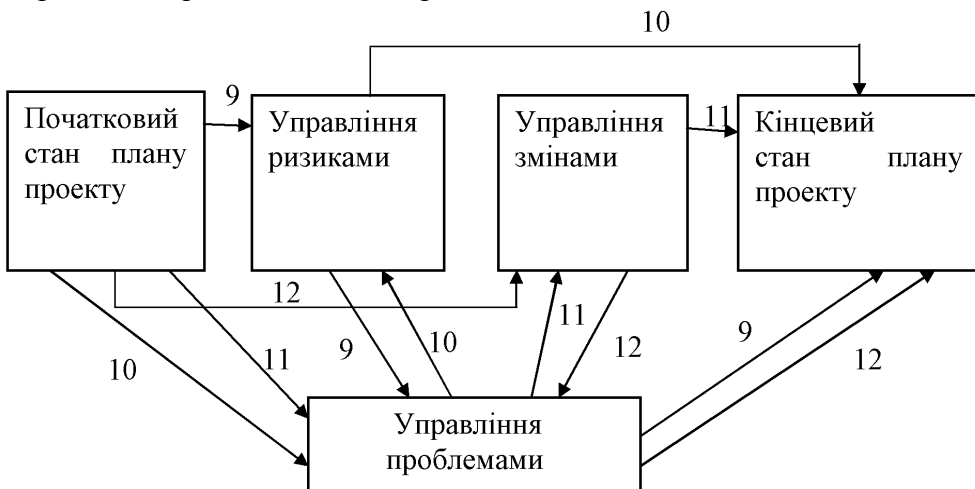 10
9
11
Початковий
стан плану
проекту
Управління
ризиками
Управління
змінами
Кінцевий
стан плану
проекту
12
10
11
9
10
11
12
9
12
Управління
проблемами